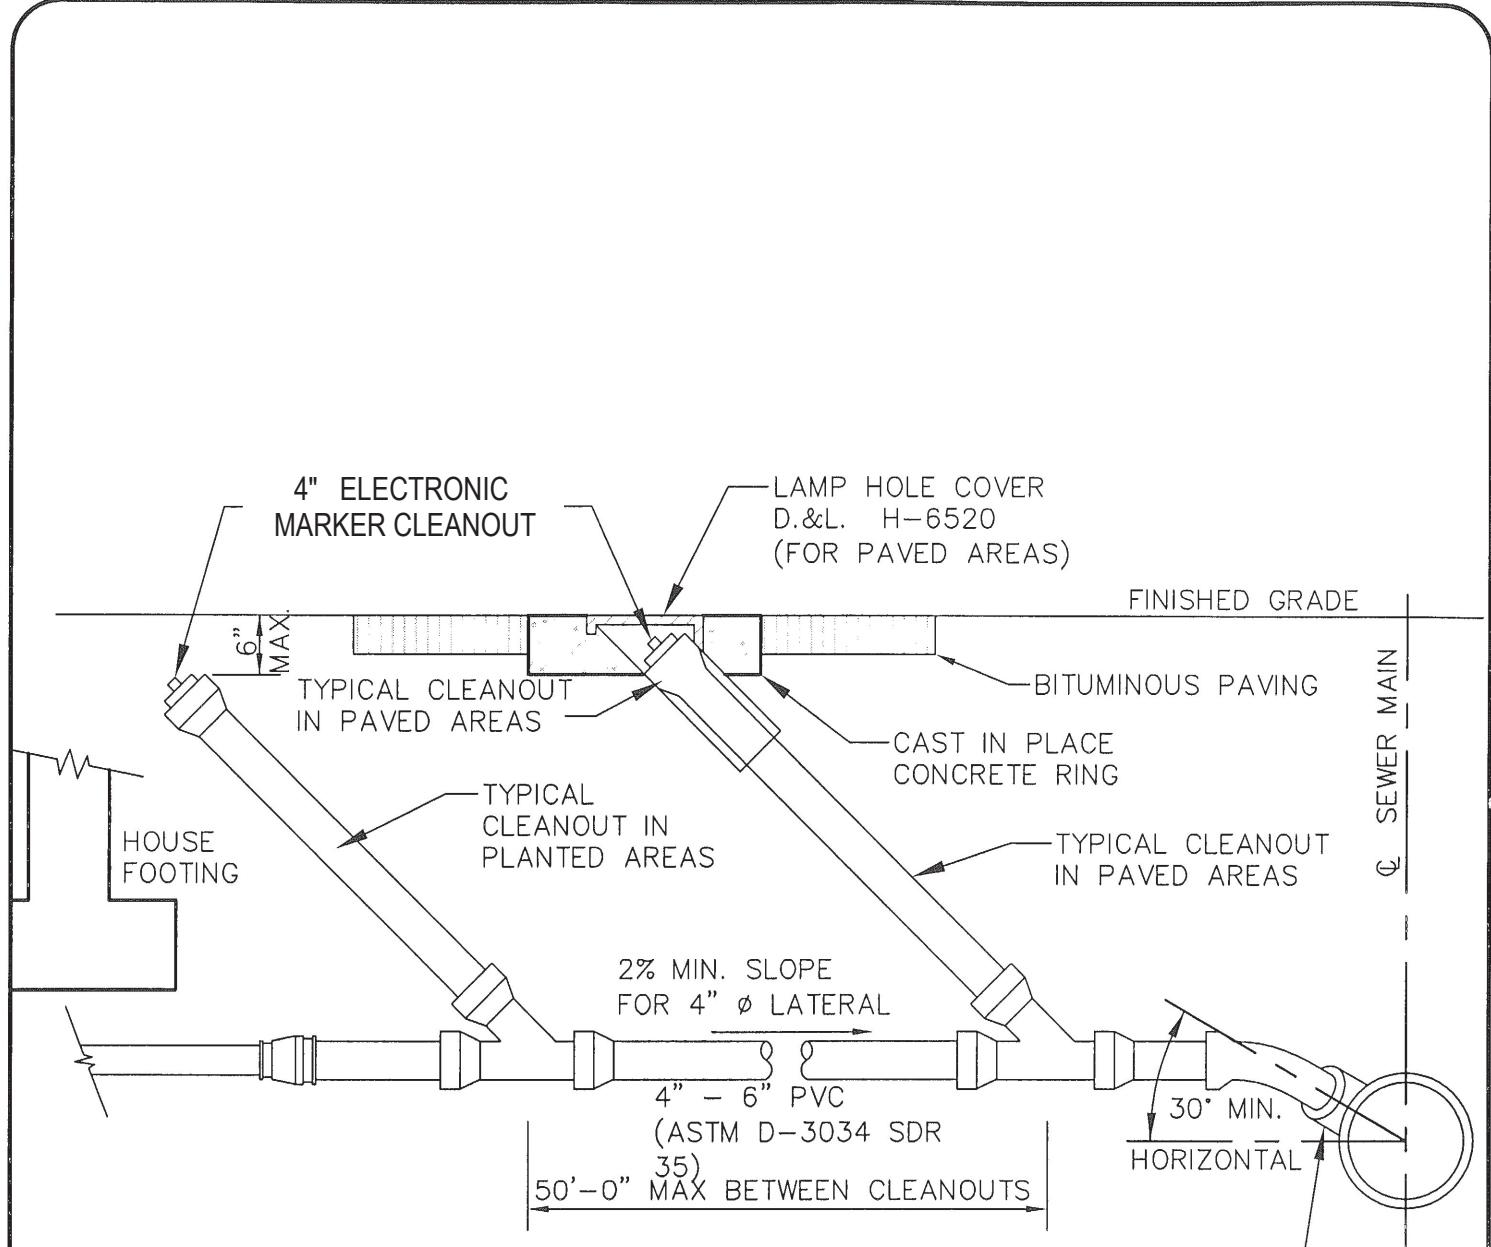 4" ELECTRONIC
MARKER CLEANOUT
LAMP HOLE COVER
D.&L. H-6520
(FOR PAVED AREAS)
FINISHED GRADE
6"
MAX.
TYPICAL CLEANOUT
IN PAVED AREAS
BITUMINOUS PAVING
CAST IN PLACE
CONCRETE RING
℄ SEWER MAIN
HOUSE
FOOTING
TYPICAL
CLEANOUT IN
PLANTED AREAS
TYPICAL CLEANOUT
IN PAVED AREAS
2% MIN. SLOPE
FOR 4" ø LATERAL
4" - 6" PVC
(ASTM D-3034 SDR
35)
30° MIN.
HORIZONTAL
50'-0" MAX BETWEEN CLEANOUTS